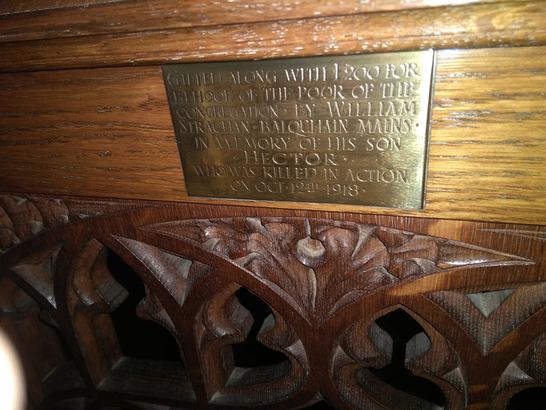 GIFTED ALONG WITH £200 FOR
BEHOOF OF THE POOR OF THE
CONGREGATION · BY WILLIAM
STRACHAN · BALQUHAIN MAINS ·
IN MEMORY OF HIS SON
· HECTOR ·
WHO WAS KILLED IN ACTION
· ON OCT · 12TH · 1918 ·